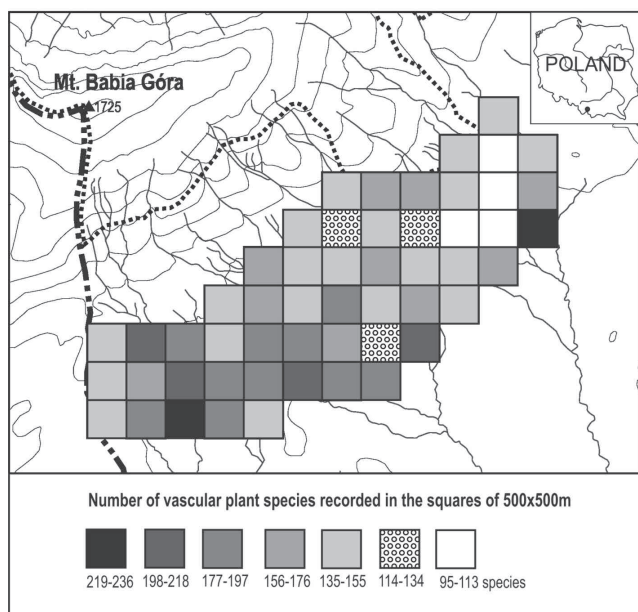 Mt. Babia Góra
1725
POLAND
Number of vascular plant species recorded in the squares of 500x500m
219-236 198-218 177-197 156-176 135-155 114-134 95-113 species